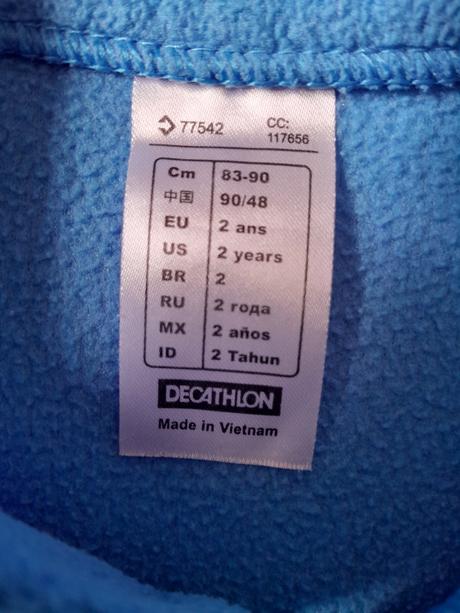 77542 CC:
117656
Cm 83-90
中国 90/48
EU 2 ans
US 2 years
BR 2
RU 2 года
MX 2 años
ID 2 Tahun
DECATHLON
Made in Vietnam